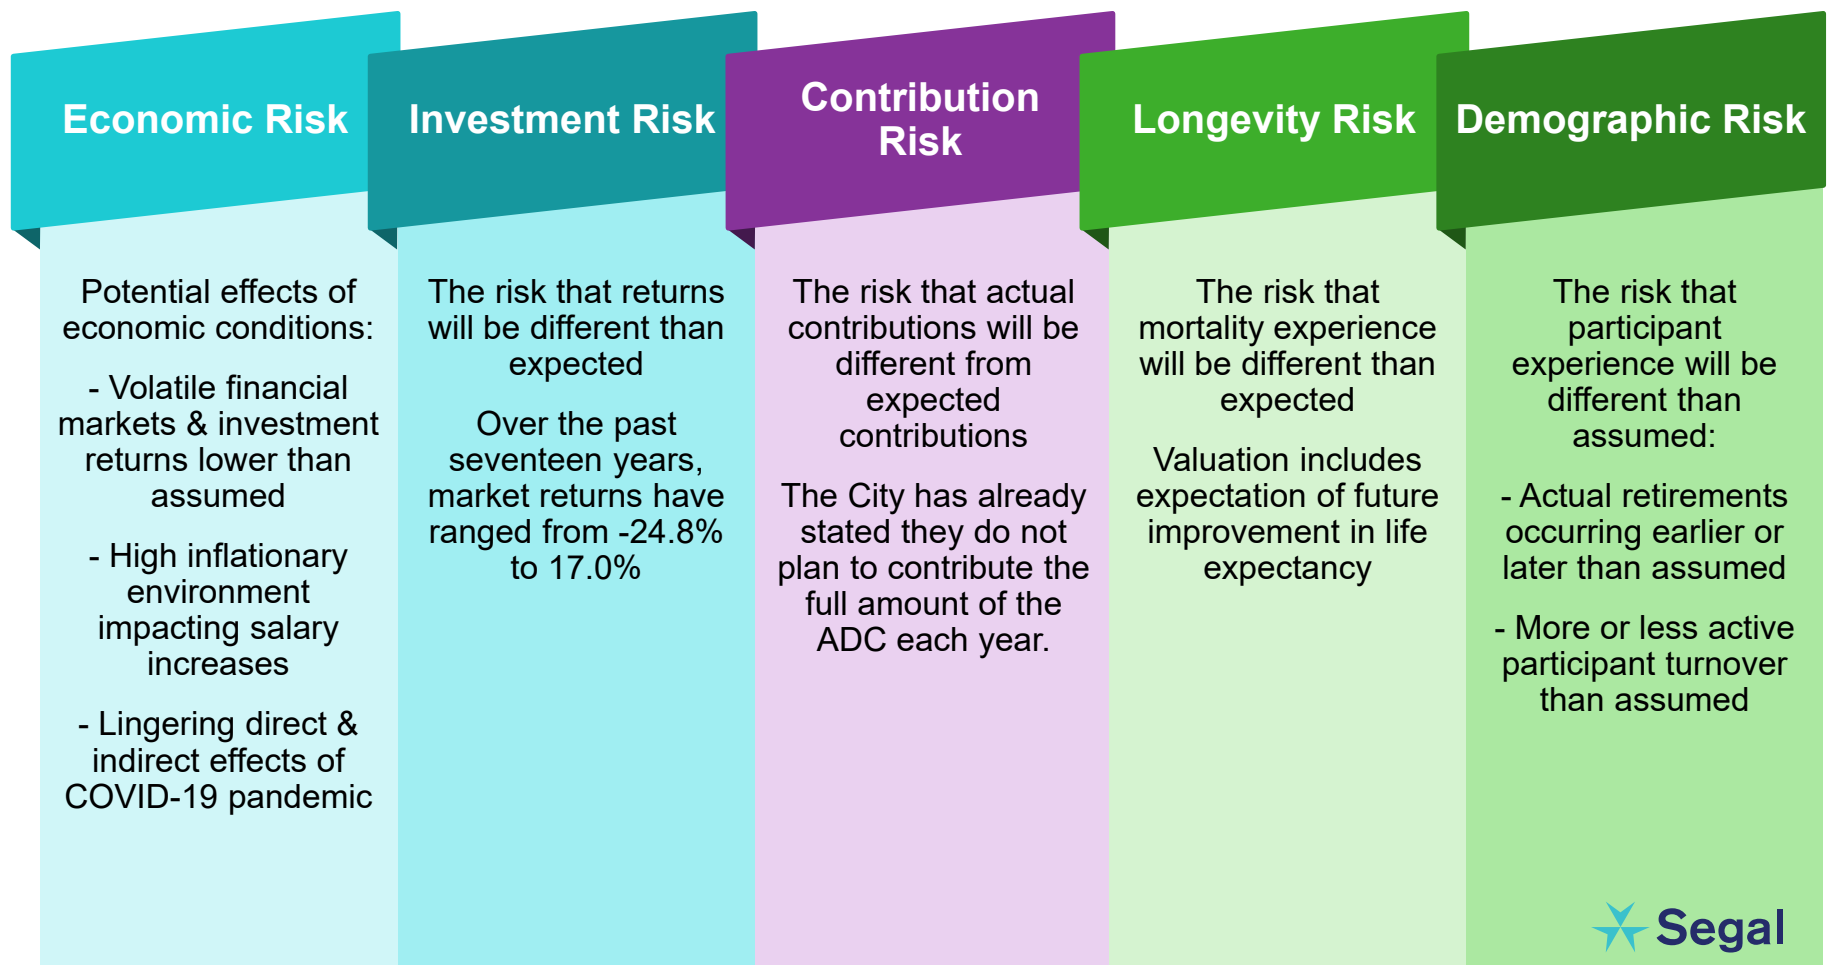 Economic Risk
Potential effects of
economic conditions:
- Volatile financial
markets & investment
returns lower than
assumed
- High inflationary
environment
impacting salary
increases
- Lingering direct &
indirect effects of
COVID-19 pandemic
Investment Risk
The risk that returns
will be different than
expected
Over the past
seventeen years,
market returns have
ranged from -24.8%
to 17.0%
Contribution
Risk
The risk that actual
contributions will be
different from
expected
contributions
The City has already
stated they do not
plan to contribute the
full amount of the
ADC each year.
Longevity Risk
The risk that
mortality experience
will be different than
expected
Valuation includes
expectation of future
improvement in life
expectancy
Demographic Risk
The risk that
participant
experience will be
different than
assumed:
- Actual retirements
occurring earlier or
later than assumed
- More or less active
participant turnover
than assumed
Segal